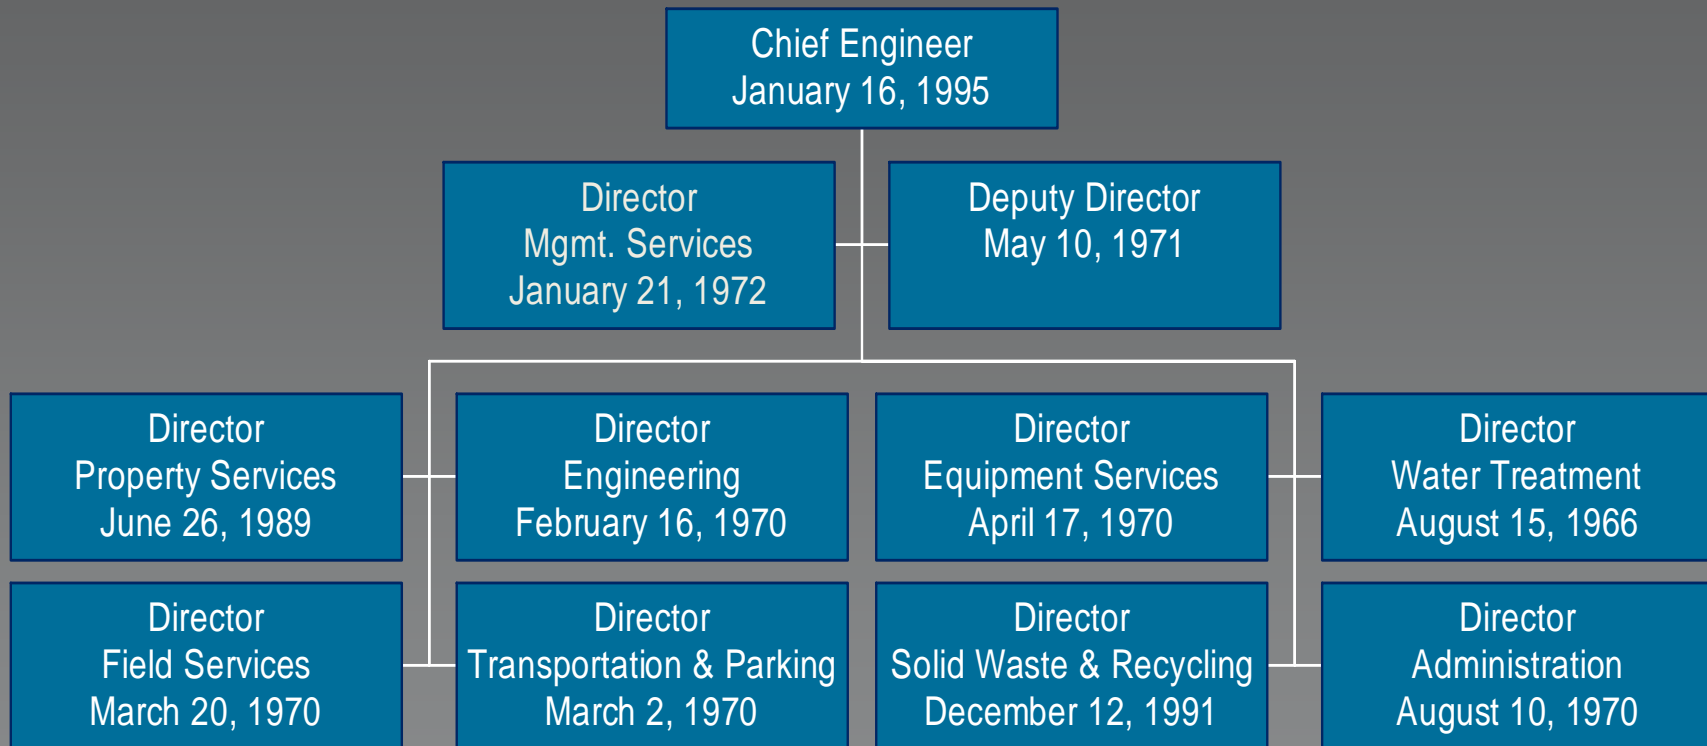 Chief Engineer
January 16, 1995
Director
Mgmt. Services
January 21, 1972
Deputy Director
May 10, 1971
Director
Property Services
June 26, 1989
Director
Engineering
February 16, 1970
Director
Equipment Services
April 17, 1970
Director
Water Treatment
August 15, 1966
Director
Field Services
March 20, 1970
Director
Transportation & Parking
March 2, 1970
Director
Solid Waste & Recycling
December 12, 1991
Director
Administration
August 10, 1970